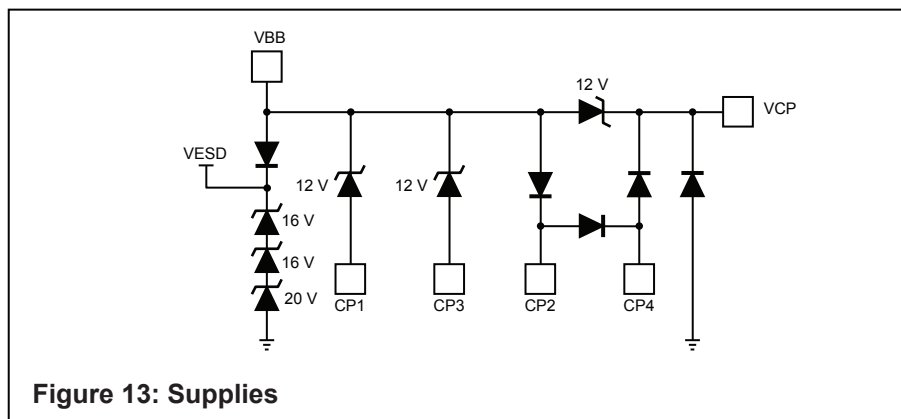 VBB
12 V
VCP
VESD
12 V
12 V
16 V
16 V
20 V
CP1
CP3
CP2
CP4
Figure 13: Supplies